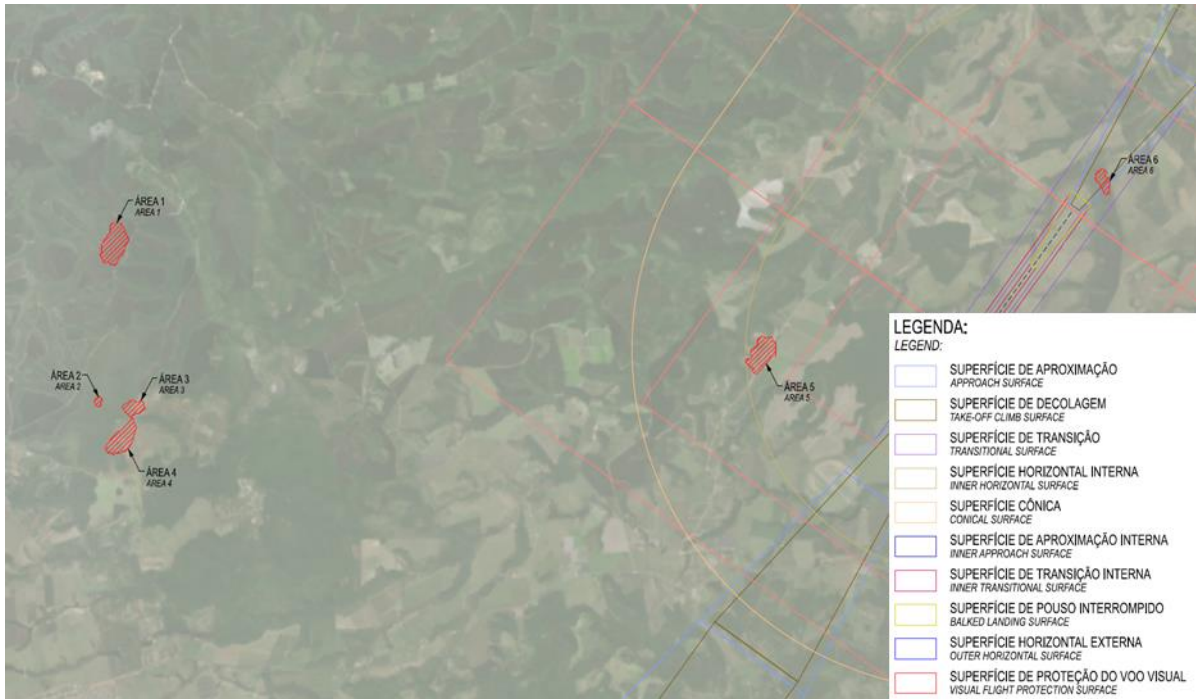 ÁREA 1
AREA 1
ÁREA 2
AREA 2
ÁREA 3
AREA 3
ÁREA 4
AREA 4
ÁREA 5
AREA 5
ÁREA 6
AREA 6
LEGENDA:
LEGEND:
SUPERFÍCIE DE APROXIMAÇÃO
APPROACH SURFACE
SUPERFÍCIE DE DECOLAGEM
TAKE-OFF CLIMB SURFACE
SUPERFÍCIE DE TRANSIÇÃO
TRANSITIONAL SURFACE
SUPERFÍCIE HORIZONTAL INTERNA
INNER HORIZONTAL SURFACE
SUPERFÍCIE CÔNICA
CONICAL SURFACE
SUPERFÍCIE DE APROXIMAÇÃO INTERNA
INNER APPROACH SURFACE
SUPERFÍCIE DE TRANSIÇÃO INTERNA
INNER TRANSITIONAL SURFACE
SUPERFÍCIE DE POUSO INTERROMPIDO
BALKED LANDING SURFACE
SUPERFÍCIE HORIZONTAL EXTERNA
OUTER HORIZONTAL SURFACE
SUPERFÍCIE DE PROTEÇÃO DO VOO VISUAL
VISUAL FLIGHT PROTECTION SURFACE